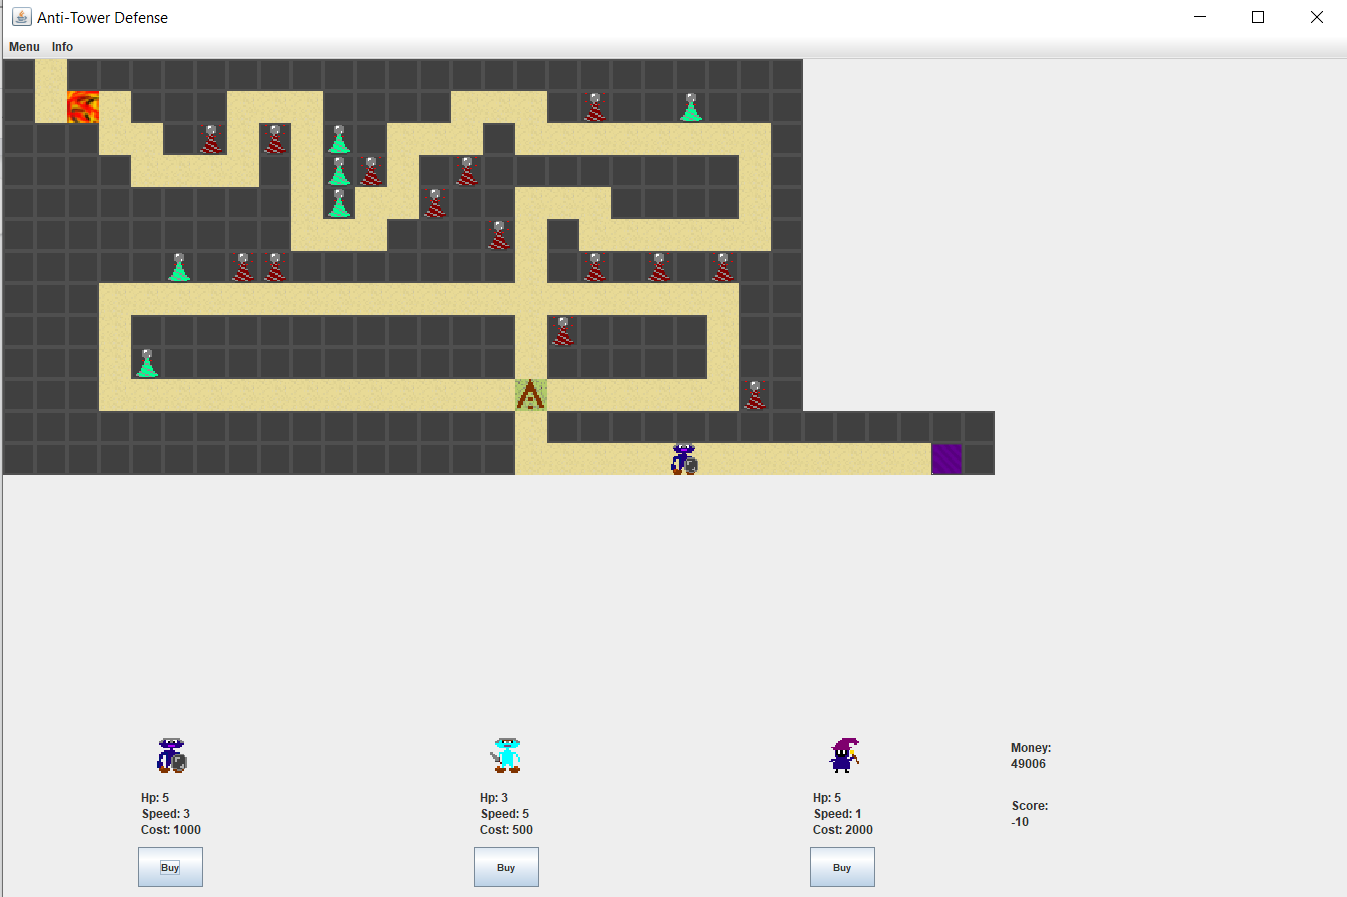 Anti-Tower Defense
Menu Info
A
Hp: 5
Speed: 3
Cost: 1000
Buy
Hp: 3
Speed: 5
Cost: 500
Buy
Hp: 5
Speed: 1
Cost: 2000
Buy
Money:
49006
Score:
-10